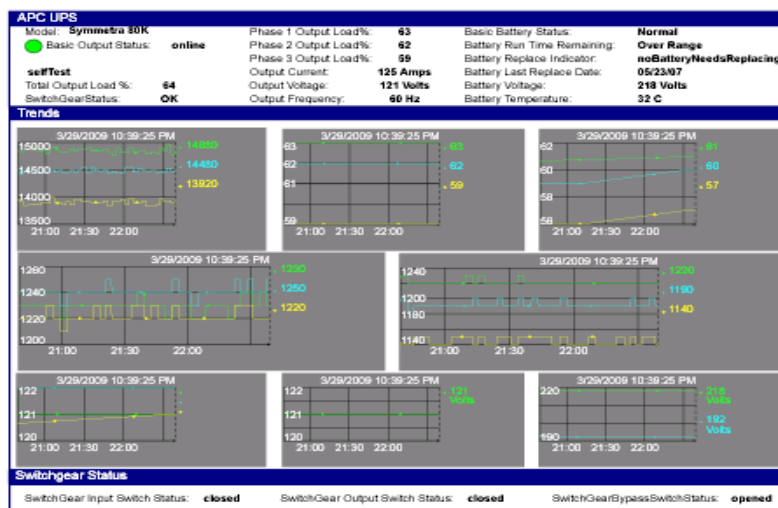 APC UPS
Model: Symmetra 80K Phase 1 Output Load%: 63 Basic Battery Status: Normal
Basic Output Status: online Phase 2 Output Load%: 62 Battery Run Time Remaining: Over Range
Phase 3 Output Load%: 59 Battery Replace Indicator: noBatteryNeedsReplacing
selfTest Output Current: 125 Amps Battery Last Replace Date: 05/23/07
Total Output Load %: 64 Output Voltage: 121 Volts Battery Voltage: 218 Volts
SwitchGearStatus: OK Output Frequency: 60 Hz Battery Temperature: 32 C
Trends
3/29/2009 10:39:25 PM 3/29/2009 10:39:25 PM 3/29/2009 10:39:25 PM
15000 14880 63 63 62 61
14500 14480 62 62 60 60
14000 13920 61 59 58 57
13500 59 56
21:00 21:30 22:00 21:00 21:30 22:00 21:00 21:30 22:00
3/29/2009 10:39:25 PM 3/29/2009 10:39:25 PM
1260 1250 1240 1220
1240 1250 1200 1190
1220 1220 1180 1140
1200 1140
21:00 21:30 22:00 21:00 21:30 22:00
3/29/2009 10:39:25 PM 3/29/2009 10:39:25 PM 3/29/2009 10:39:25 PM
122 122 121 Volts 220 218 Volts
121 121 192 Volts
120 120 190
21:00 21:30 22:00 21:00 21:30 22:00 21:00 21:30 22:00
Switchgear Status
SwitchGear Input Switch Status: closed SwitchGear Output Switch Status: closed SwitchGearBypassSwitchStatus: opened